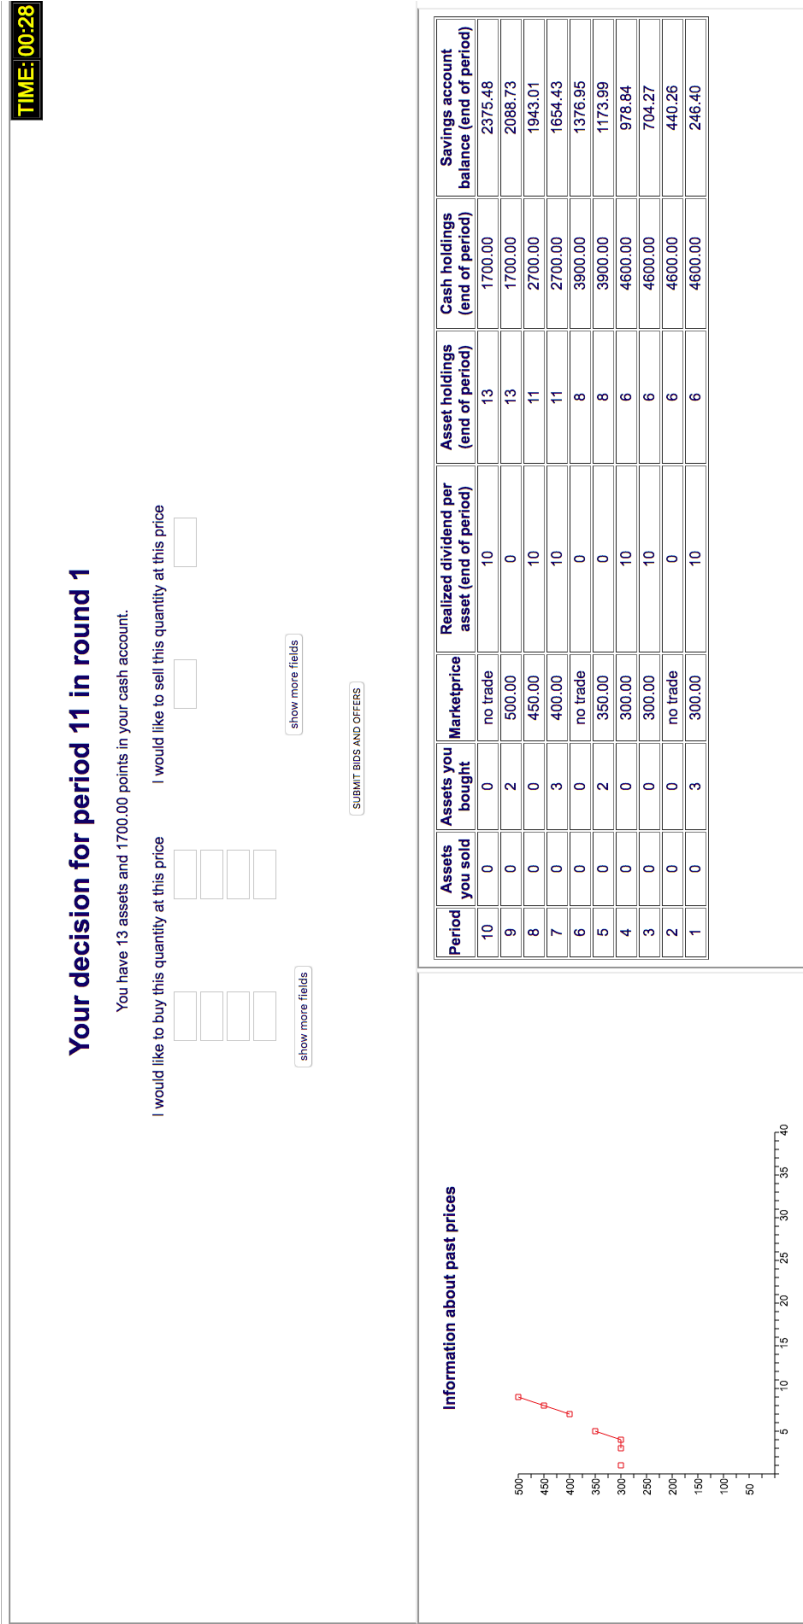 TIME: 00:28
Your decision for period 11 in round 1
You have 13 assets and 1700.00 points in your cash account.
I would like to buy this quantity at this price I would like to sell this quantity at this price
show more fields show more fields
SUBMIT BIDS AND OFFERS
Information about past prices
500
450
400
350
300
250
200
150
100
50
5 10 15 20 25 30 35 40
Period Assets you sold Assets you bought Marketprice Realized dividend per asset (end of period) Asset holdings (end of period) Cash holdings (end of period) Savings account balance (end of period)
10 0 0 no trade 10 13 1700.00 2375.48
9 0 2 500.00 0 13 1700.00 2088.73
8 0 0 450.00 10 11 2700.00 1943.01
7 0 3 400.00 10 11 2700.00 1654.43
6 0 0 no trade 0 8 3900.00 1376.95
5 0 2 350.00 0 8 3900.00 1173.99
4 0 0 300.00 10 6 4600.00 978.84
3 0 0 300.00 10 6 4600.00 704.27
2 0 0 no trade 0 6 4600.00 440.26
1 0 3 300.00 10 6 4600.00 246.40